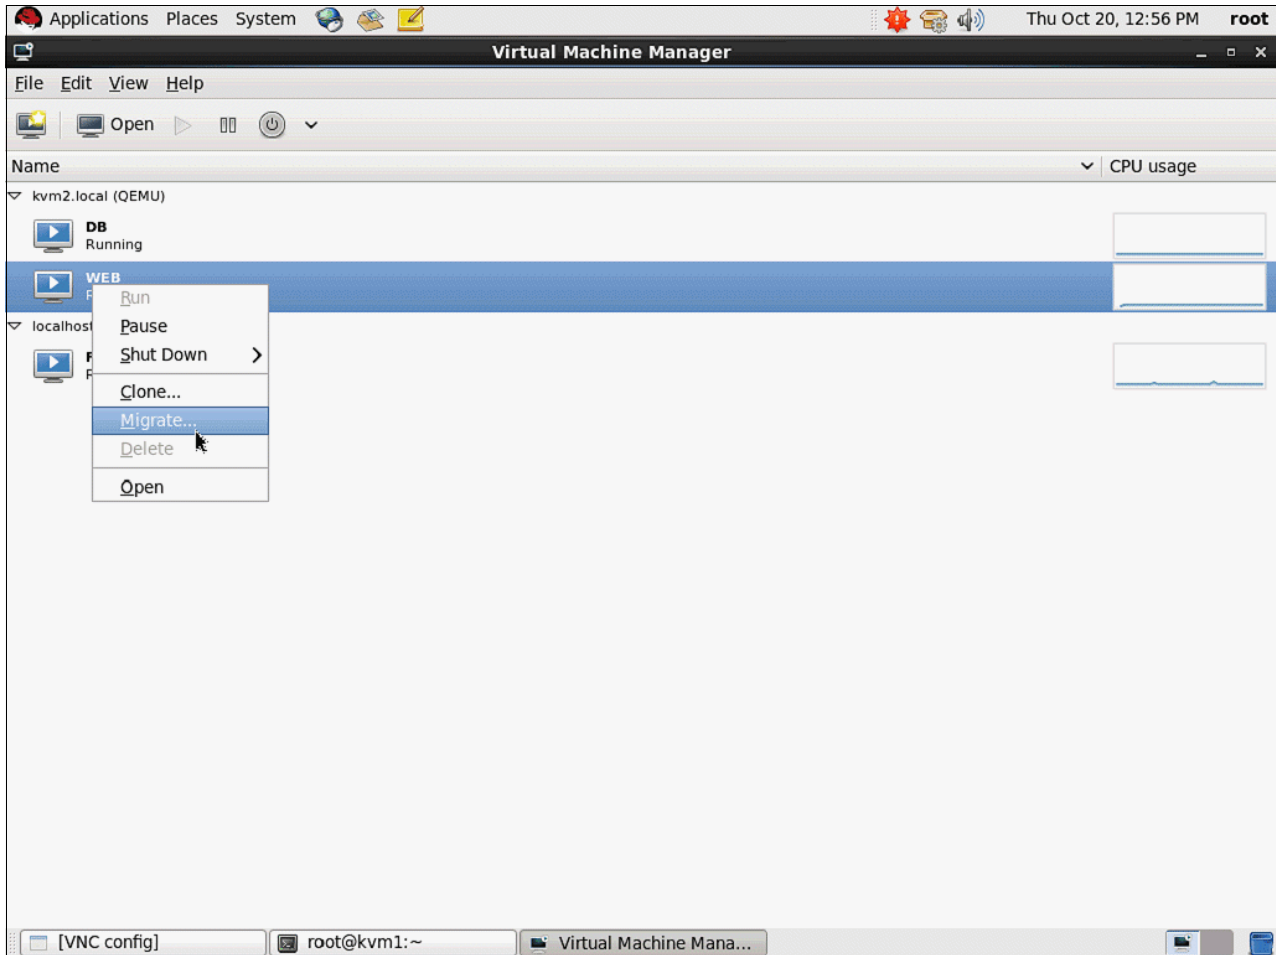 Applications Places System Thu Oct 20, 12:56 PM root
Virtual Machine Manager
File Edit View Help
Open
Name CPU usage
kvm2.local (QEMU)
DB
Running
WEB
Run
localhost
Pause
Shut Down
Clone...
Migrate...
Delete
Open
[VNC config] root@kvm1:~ Virtual Machine Mana...